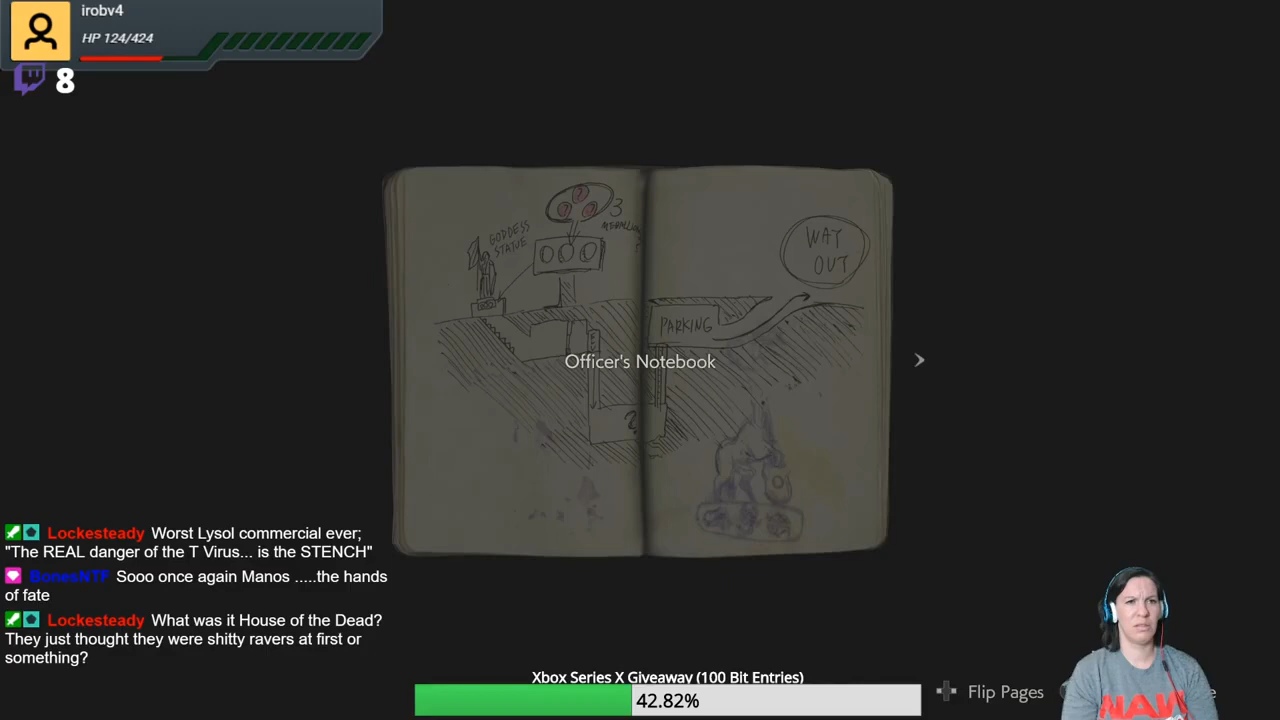 irobv4
HP 124/424
8
3
GODDESS
STATUE
WAY
OUT
PARKING
Officer's Notebook
Lockesteady Worst Lysol commercial ever;
"The REAL danger of the T Virus... is the STENCH"
BonesNTF Sooo once again Manos .....the hands
of fate
Lockesteady What was it House of the Dead?
They just thought they were shitty ravers at first or
something?
Xbox Series X Giveaway (100 Bit Entries)
42.82%
Flip Pages